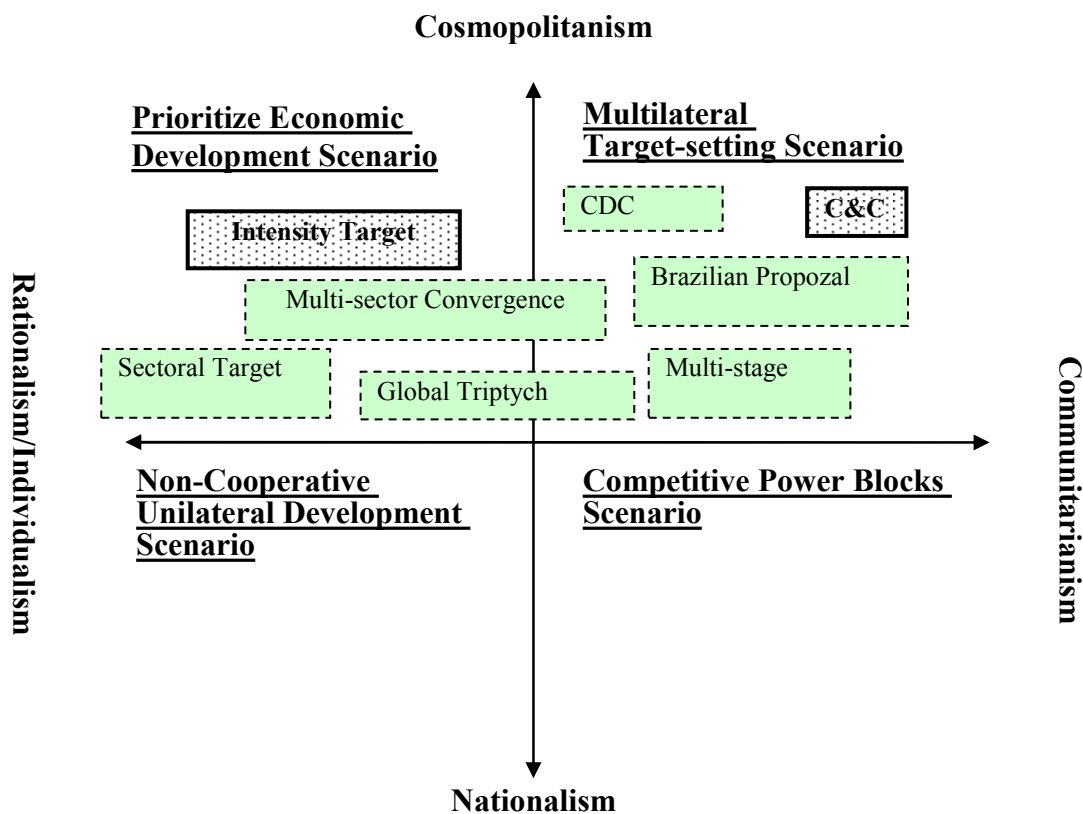 Cosmopolitanism
Prioritize Economic
Development Scenario
Multilateral
Target-setting Scenario
CDC
C&C
Intensity Target
Brazilian Propozal
Multi-sector Convergence
Sectoral Target
Global Triptych
Multi-stage
Rationalism/Individualism
Communitarianism
Non-Cooperative
Unilateral Development
Scenario
Competitive Power Blocks
Scenario
Nationalism